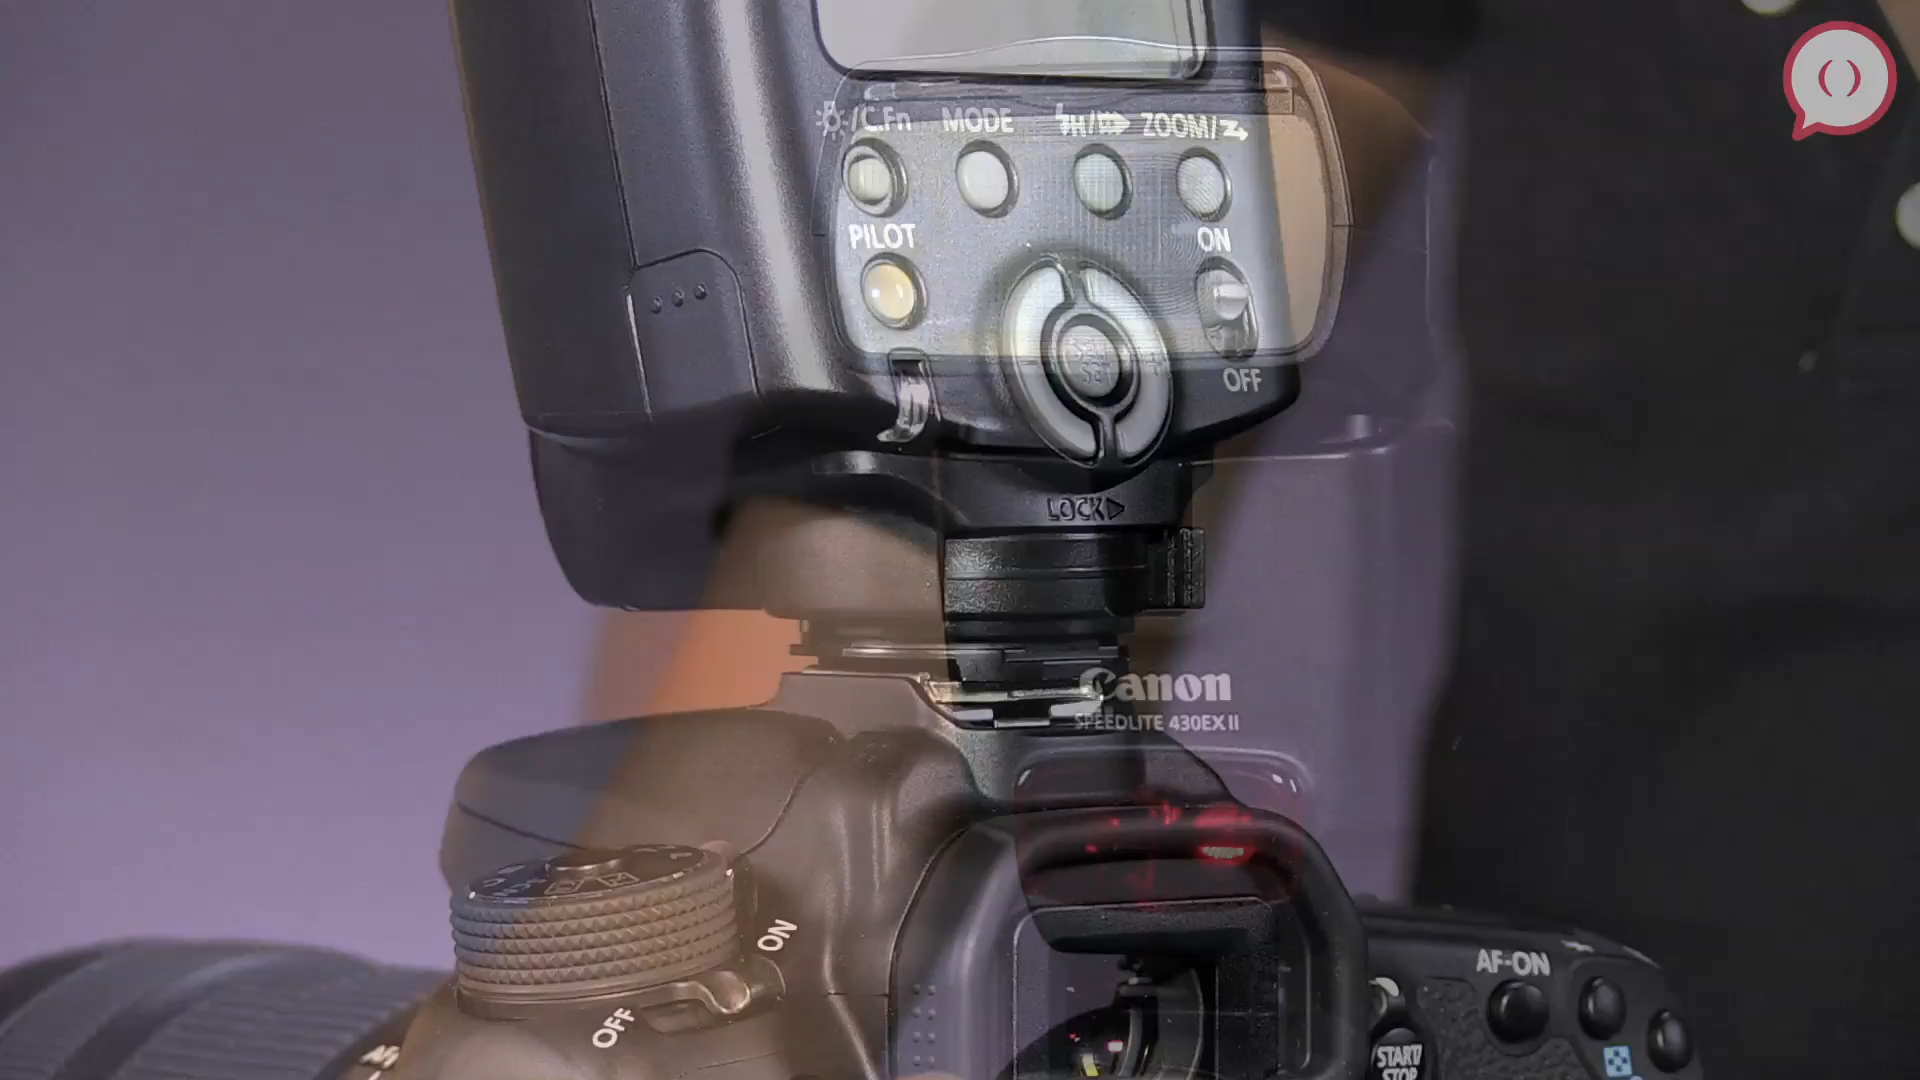 /C.Fn MODE H/ ZOOM/
PILOT
ON
OFF
LOCK
Canon
SPEEDLITE 430EX II
ON
OFF
AF-ON
START/
STOP